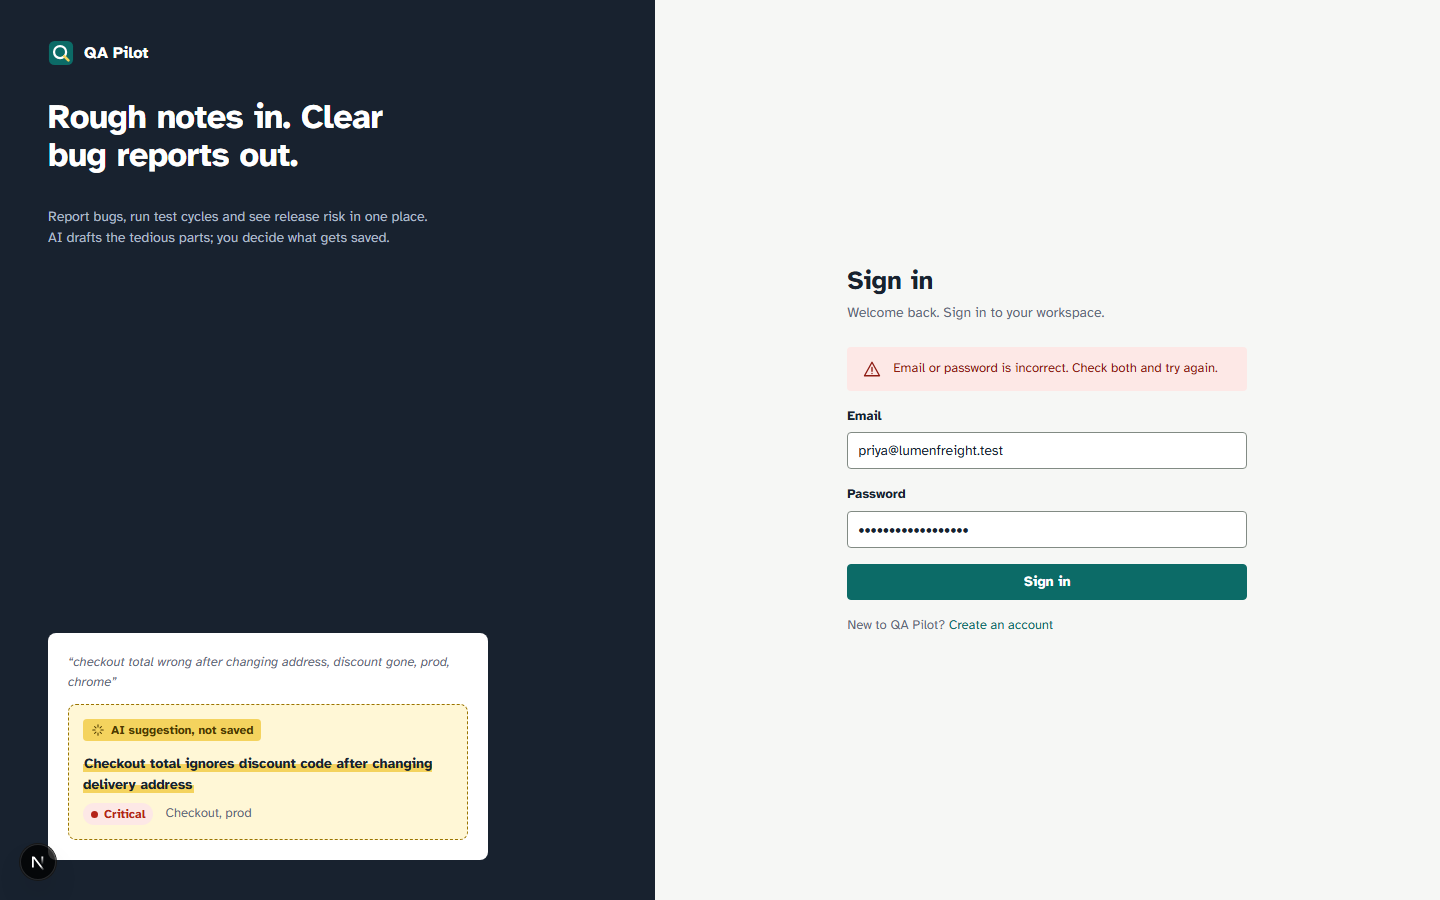 QA Pilot
Rough notes in. Clear
bug reports out.
Report bugs, run test cycles and see release risk in one place.
AI drafts the tedious parts; you decide what gets saved.
“checkout total wrong after changing address, discount gone, prod,
chrome”
AI suggestion, not saved
Checkout total ignores discount code after changing
delivery address
Critical
Checkout, prod
N
Sign in
Welcome back. Sign in to your workspace.
Email or password is incorrect. Check both and try again.
Email
priya@lumenfreight.test
Password
••••••••••••••••••
Sign in
New to QA Pilot? Create an account